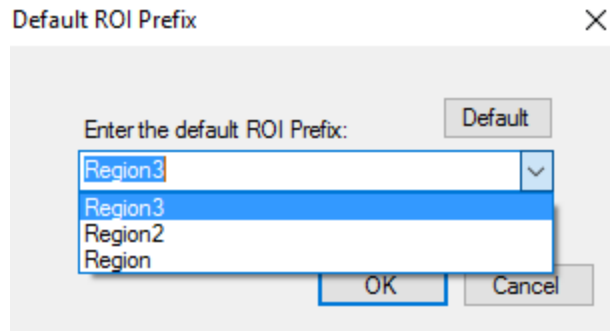 Default ROI Prefix
Default
Enter the default ROI Prefix:
Region3
Region3
Region2
Region
OK
Cancel